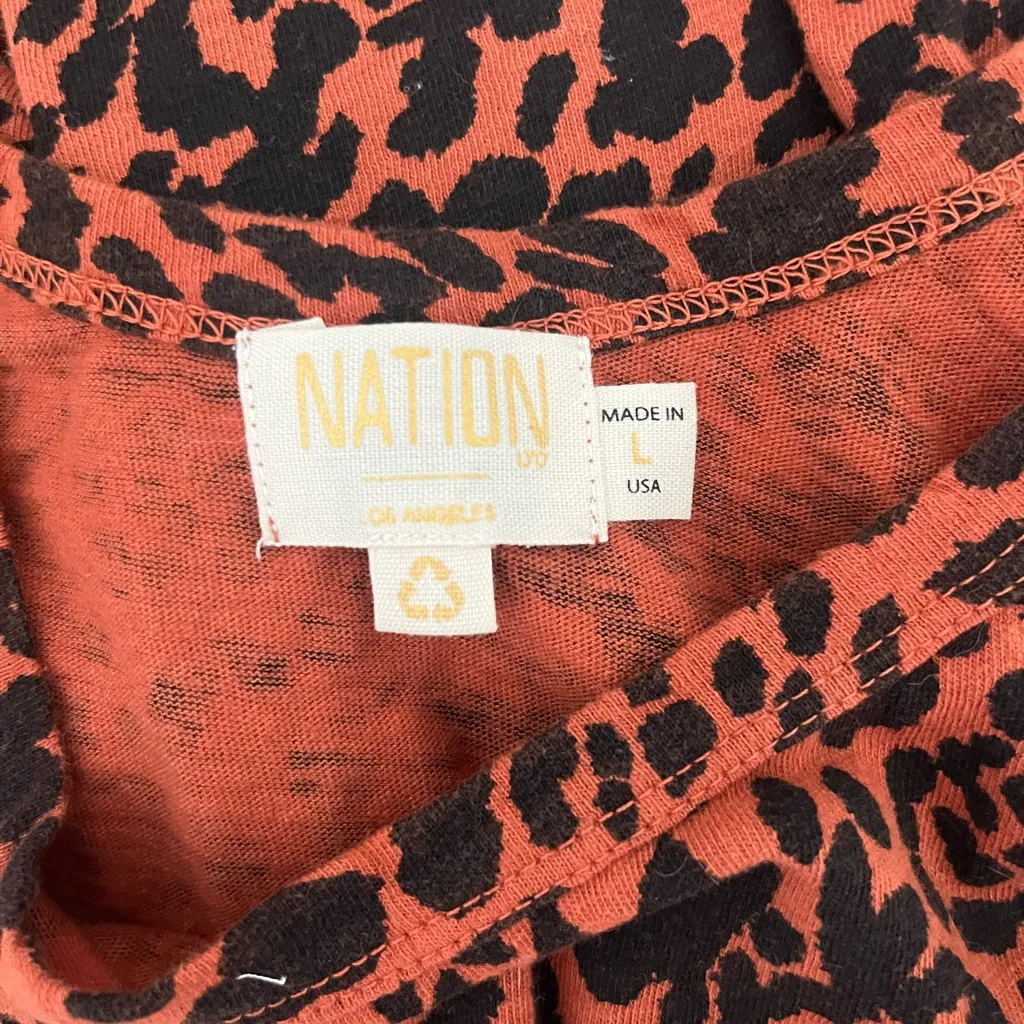 NATION
LTD
LOS ANGELES
MADE IN
L
USA